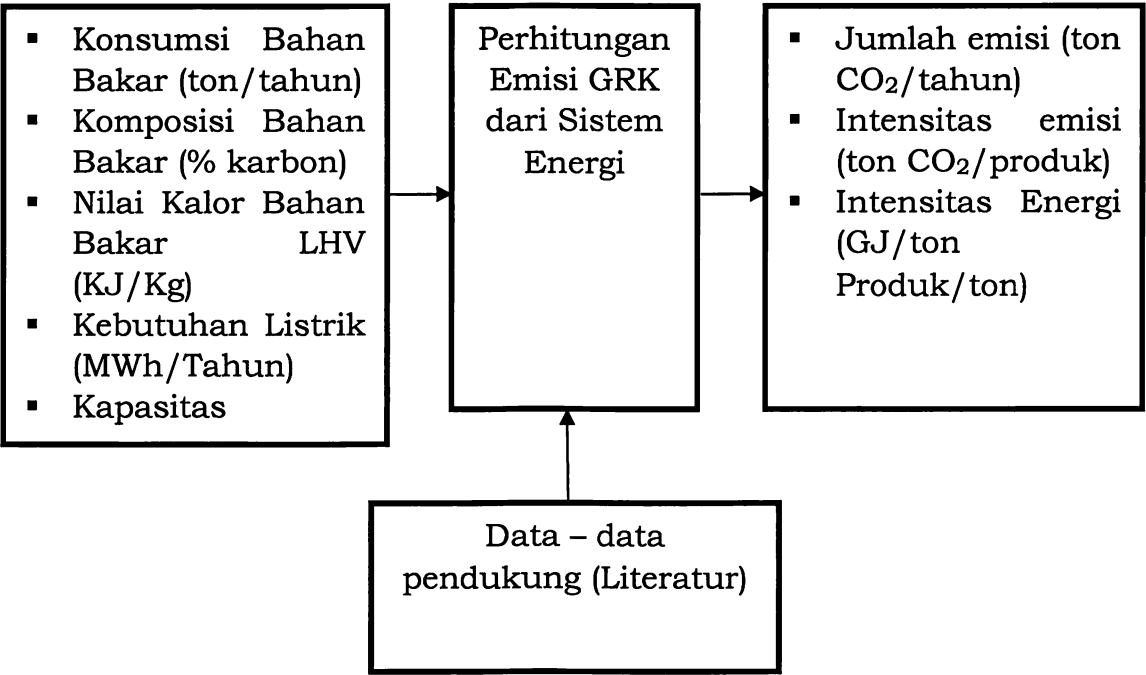 ▪ Konsumsi Bahan
Bakar (ton/tahun)
▪ Komposisi Bahan
Bakar (% karbon)
▪ Nilai Kalor Bahan
Bakar LHV
(KJ/Kg)
▪ Kebutuhan Listrik
(MWh/Tahun)
▪ Kapasitas
Perhitungan
Emisi GRK
dari Sistem
Energi
▪ Jumlah emisi (ton
CO2/tahun)
▪ Intensitas emisi
(ton CO2/produk)
▪ Intensitas Energi
(GJ/ton
Produk/ton)
Data – data
pendukung (Literatur)